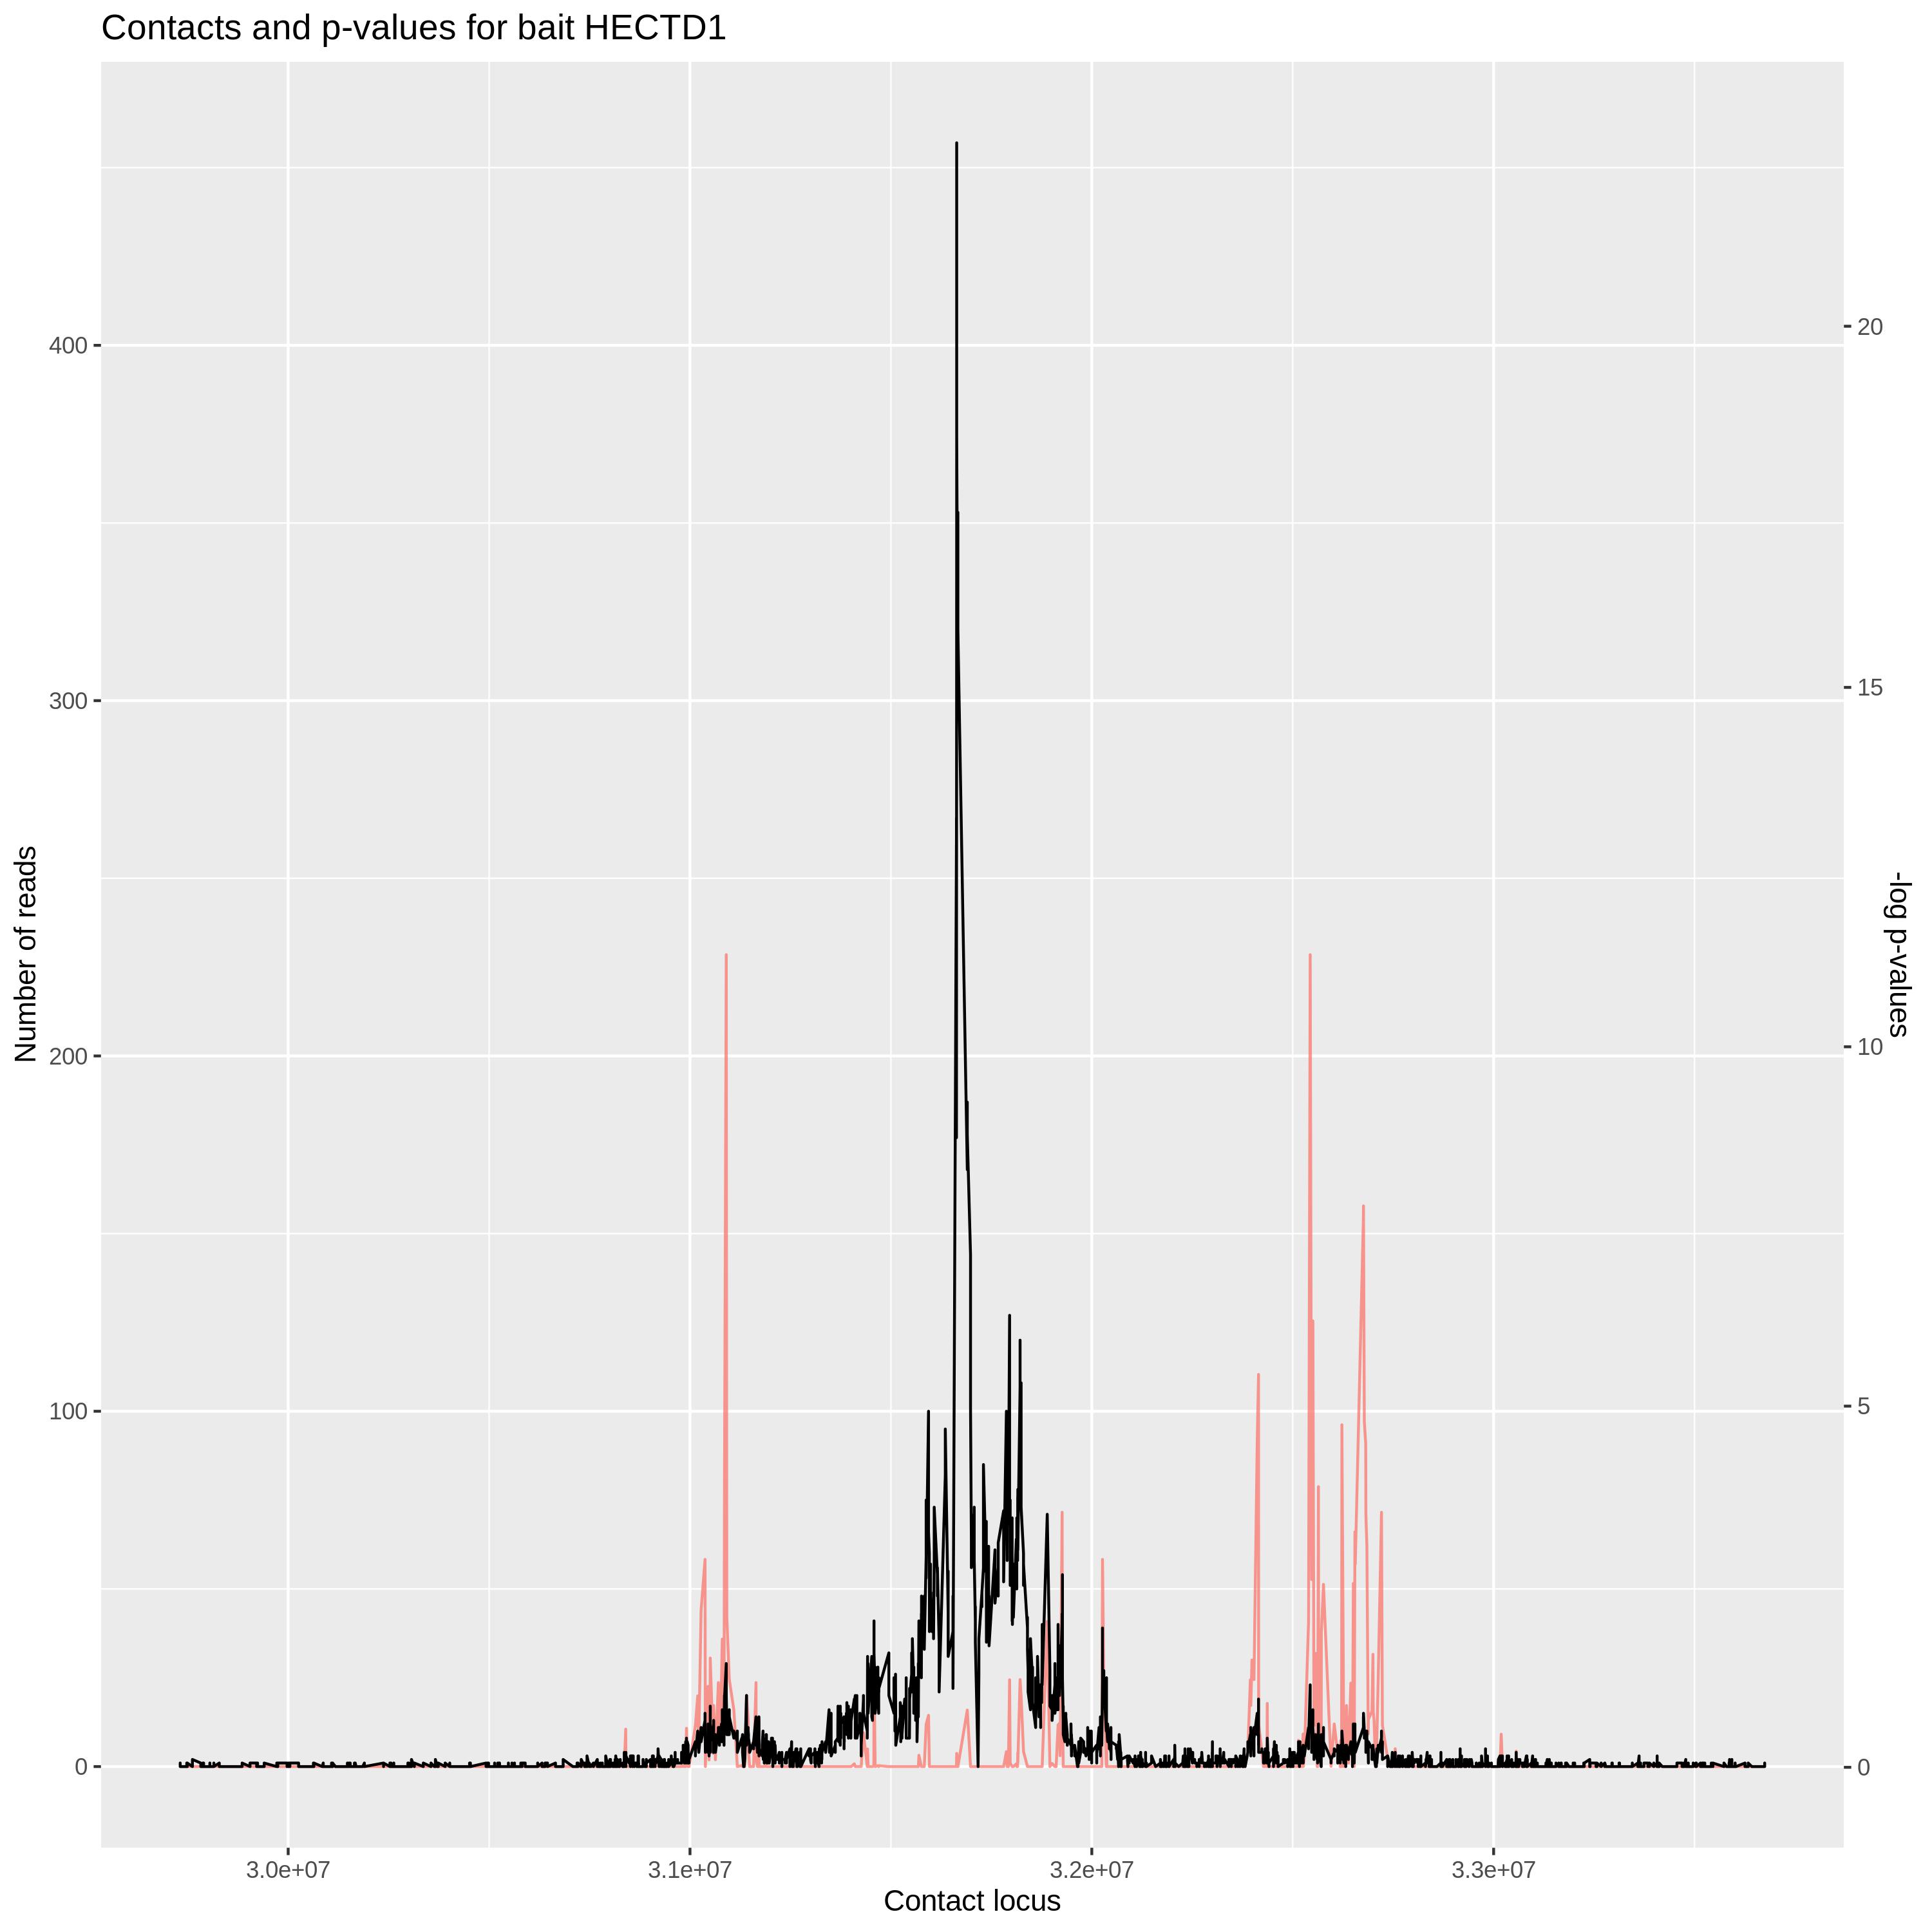 Contacts and p-values for bait HECTD1
400
300
200
100
0
Number of reads
20
15
10
5
0
-log p-values
3.0e+07 3.1e+07 3.2e+07 3.3e+07
Contact locus